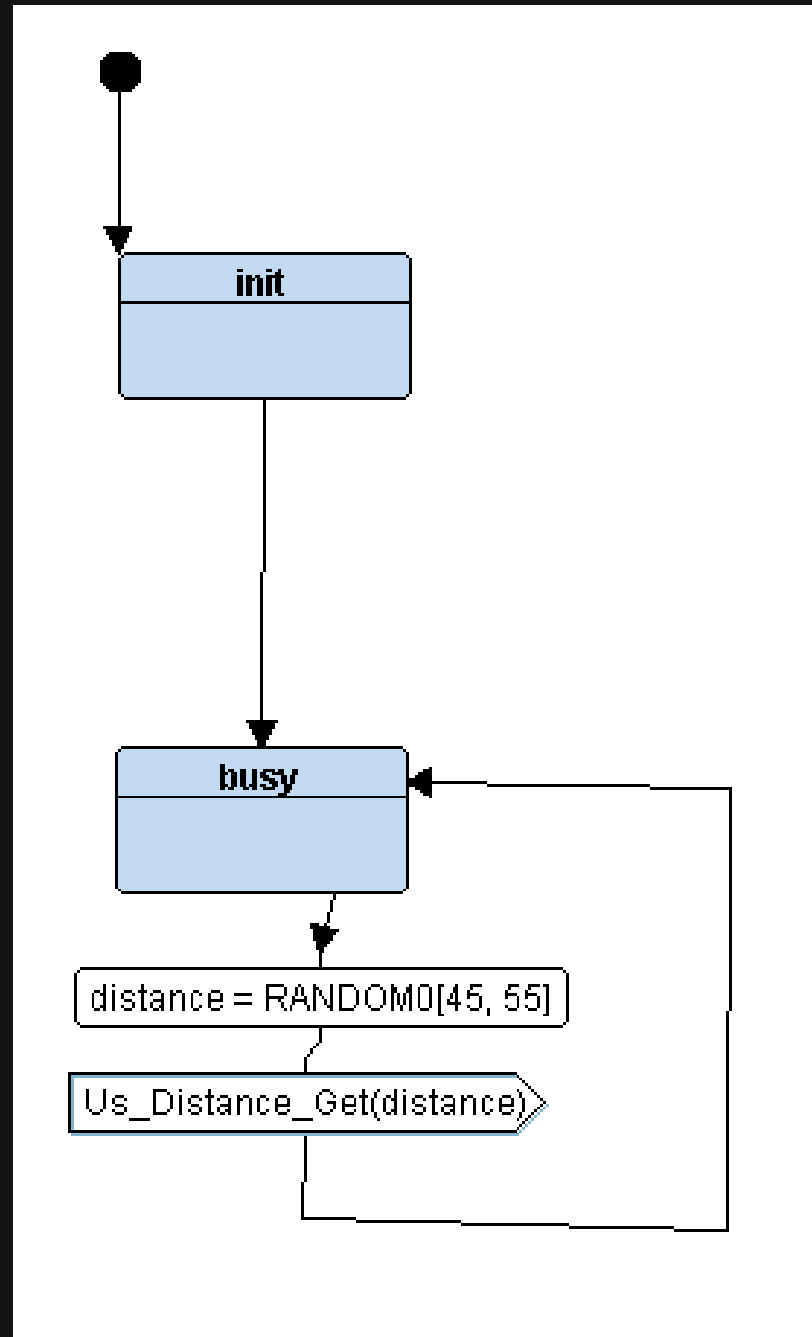 init
busy
distance = RANDOM0[45, 55]
Us_Distance_Get(distance)